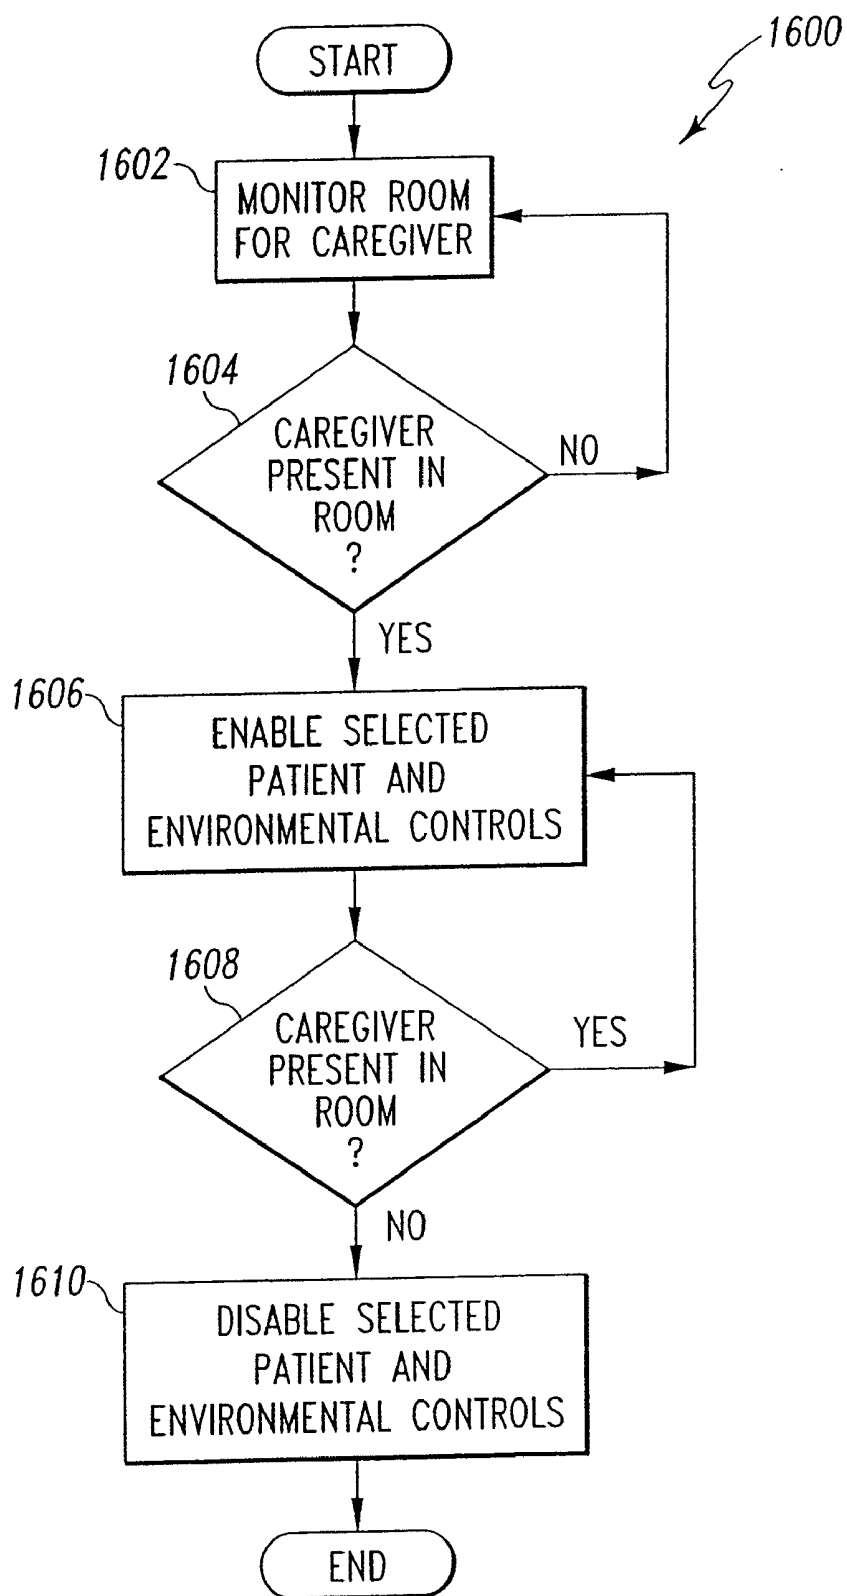 1600
START
1602
MONITOR ROOM
FOR CAREGIVER
1604
CAREGIVER
PRESENT IN
ROOM
?
NO
YES
1606
ENABLE SELECTED
PATIENT AND
ENVIRONMENTAL CONTROLS
1608
CAREGIVER
PRESENT IN
ROOM
?
YES
NO
1610
DISABLE SELECTED
PATIENT AND
ENVIRONMENTAL CONTROLS
END